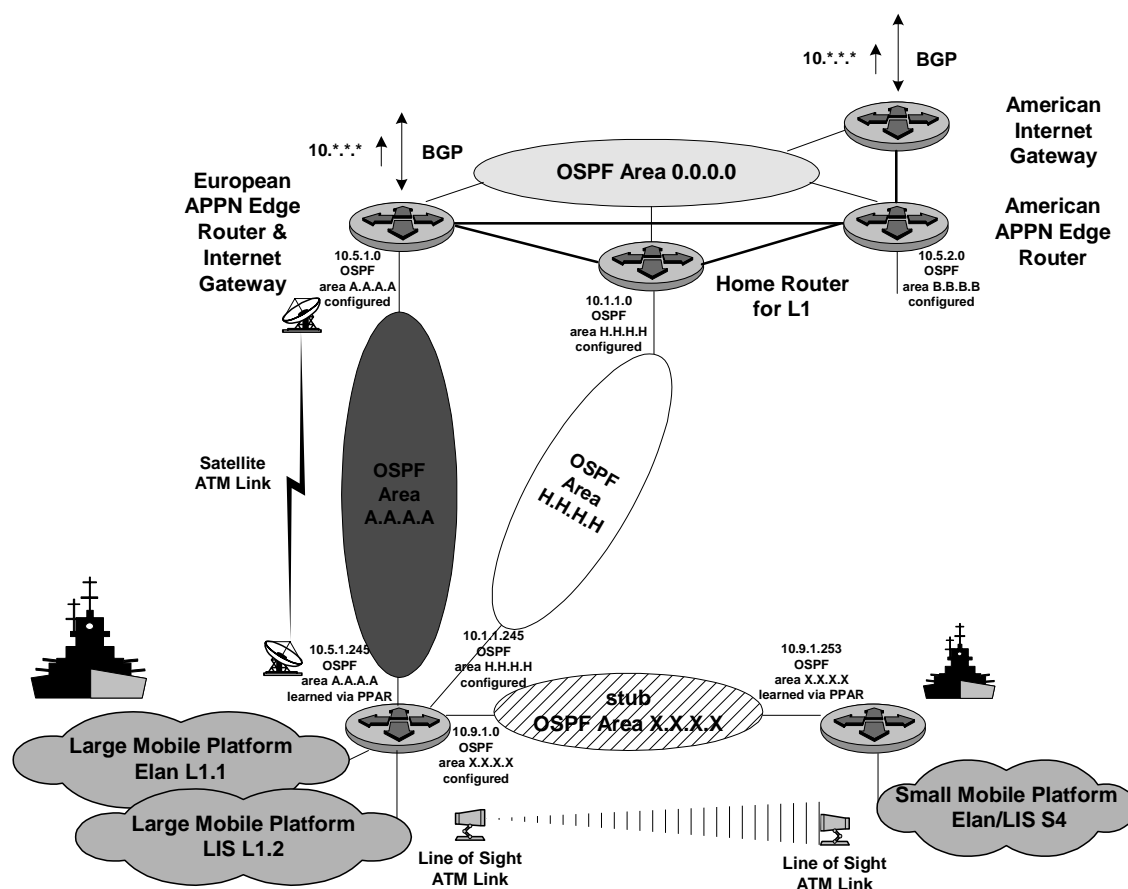 10.*.*.*
BGP
American
Internet
Gateway
10.*.*.*
BGP
OSPF Area 0.0.0.0
European
APPN Edge
Router &
Internet
Gateway
American
APPN Edge
Router
10.5.1.0
OSPF
area A.A.A.A
configured
10.5.2.0
OSPF
area B.B.B.B
configured
Home Router
for L1
10.1.1.0
OSPF
area H.H.H.H
configured
Satellite
ATM Link
OSPF
Area
A.A.A.A
OSPF
Area
H.H.H.H
10.5.1.245
OSPF
area A.A.A.A
learned via PPAR
10.1.1.245
OSPF
area H.H.H.H
configured
10.9.1.253
OSPF
area X.X.X.X
learned via PPAR
stub
OSPF Area X.X.X.X
10.9.1.0
OSPF
area X.X.X.X
configured
Large Mobile Platform
Elan L1.1
Large Mobile Platform
LIS L1.2
Small Mobile Platform
Elan/LIS S4
Line of Sight
ATM Link
Line of Sight
ATM Link